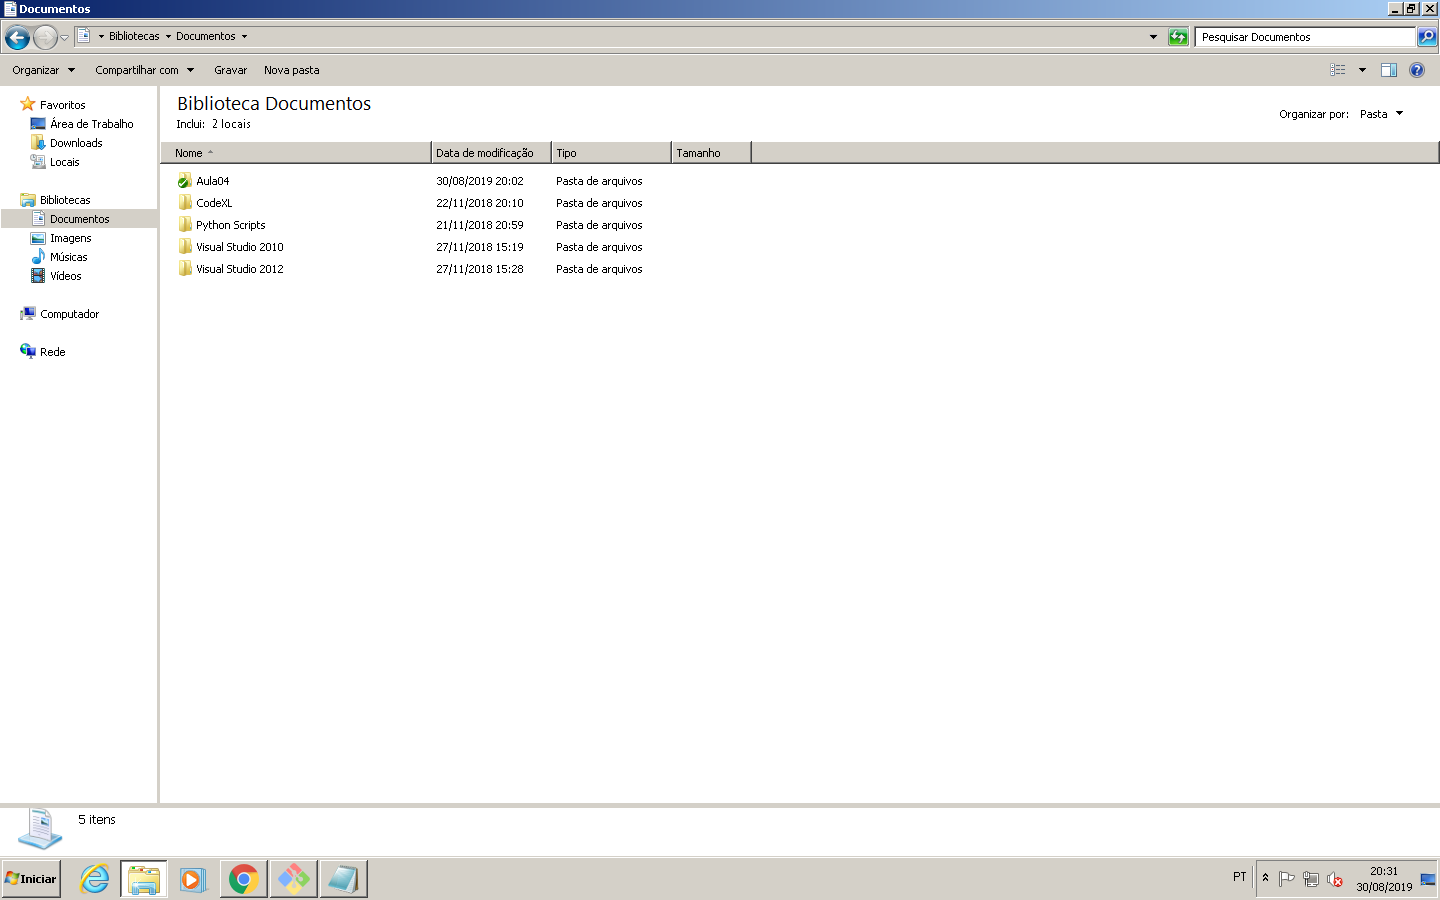 Documentos
Bibliotecas Documentos
Pesquisar Documentos
Organizar Compartilhar com Gravar Nova pasta
Favoritos
Área de Trabalho
Downloads
Locais
Bibliotecas
Documentos
Imagens
Músicas
Vídeos
Computador
Rede
Biblioteca Documentos
Inclui: 2 locais
Organizar por: Pasta
Nome Data de modificação Tipo Tamanho
Aula04 30/08/2019 20:02 Pasta de arquivos
CodeXL 22/11/2018 20:10 Pasta de arquivos
Python Scripts 21/11/2018 20:59 Pasta de arquivos
Visual Studio 2010 27/11/2018 15:19 Pasta de arquivos
Visual Studio 2012 27/11/2018 15:28 Pasta de arquivos
5 itens
Iniciar
PT
20:31
30/08/2019